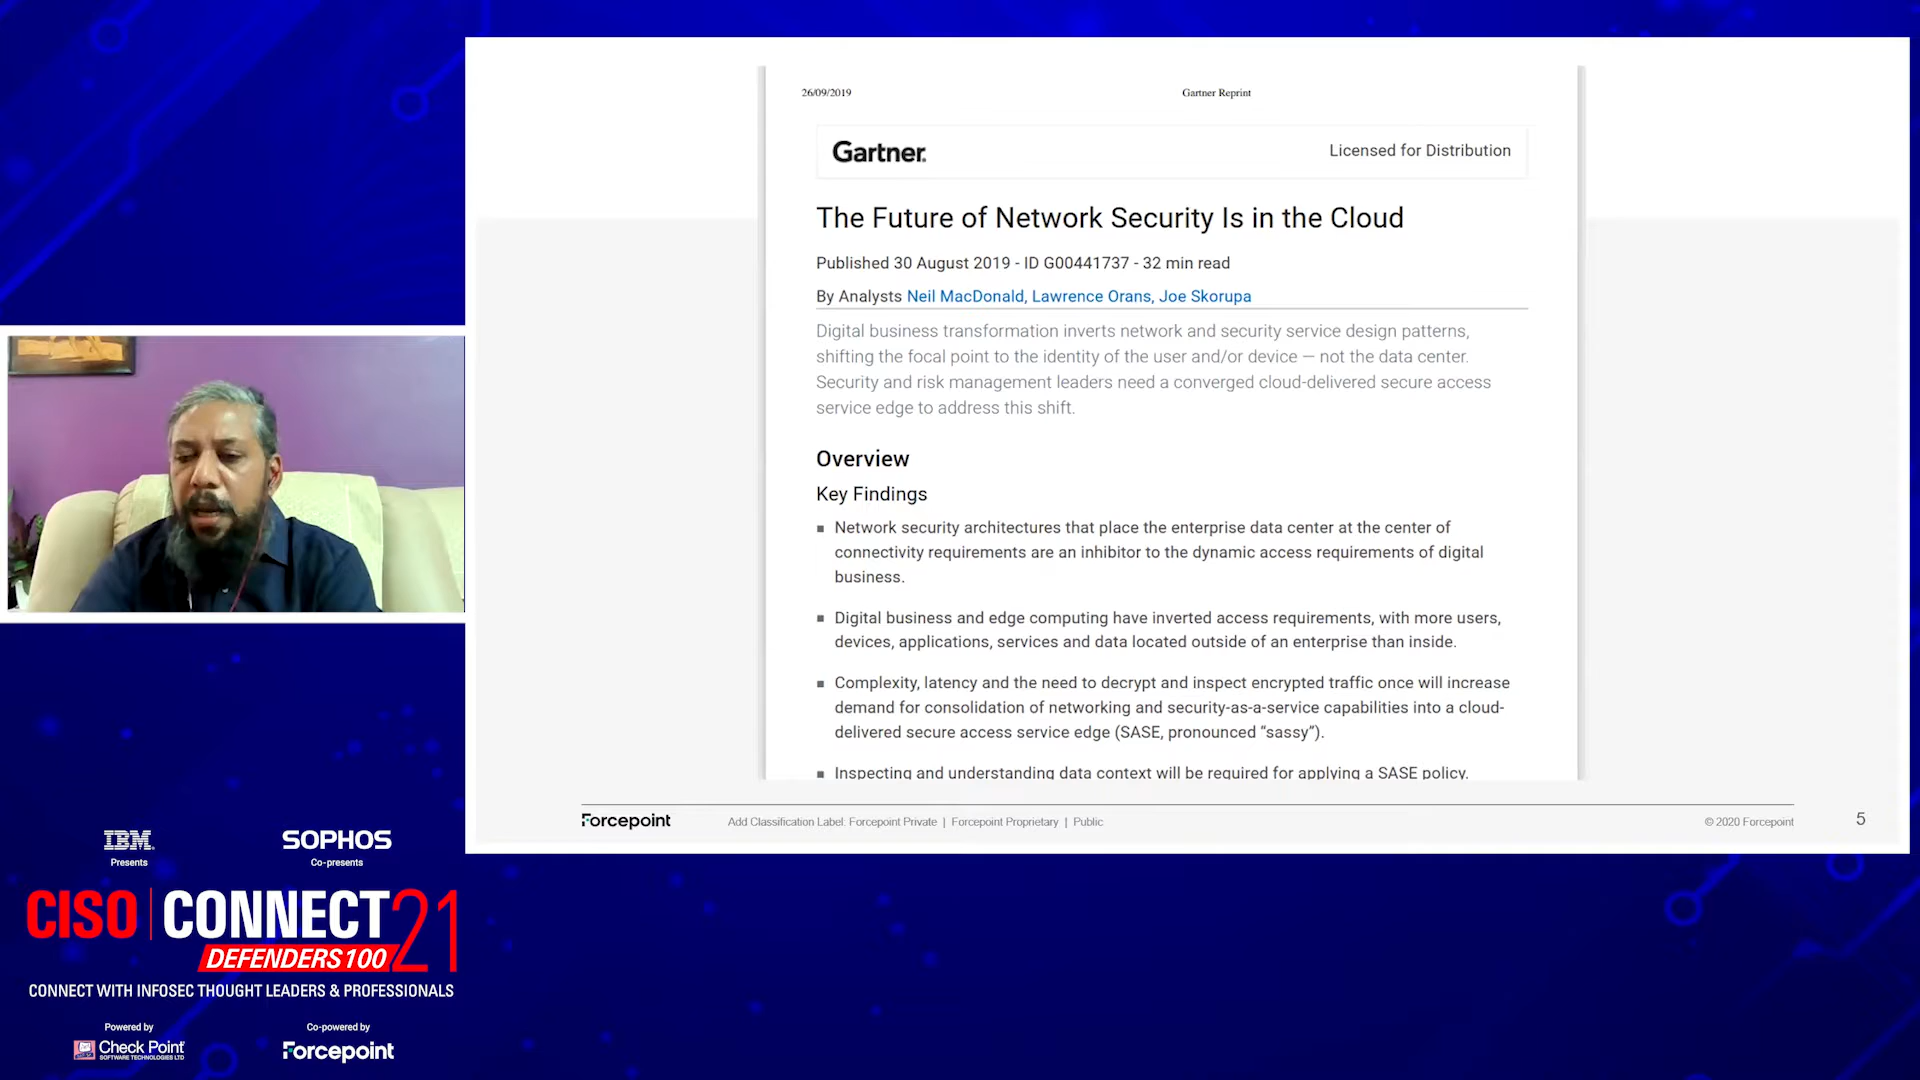 26/09/2019
Gartner Reprint
Gartner.
Licensed for Distribution
The Future of Network Security Is in the Cloud
Published 30 August 2019 - ID G00441737 - 32 min read
By Analysts Neil MacDonald, Lawrence Orans, Joe Skorupa
Digital business transformation inverts network and security service design patterns,
shifting the focal point to the identity of the user and/or device — not the data center.
Security and risk management leaders need a converged cloud-delivered secure access
service edge to address this shift.
Overview
Key Findings
■ Network security architectures that place the enterprise data center at the center of
connectivity requirements are an inhibitor to the dynamic access requirements of digital
business.
■ Digital business and edge computing have inverted access requirements, with more users,
devices, applications, services and data located outside of an enterprise than inside.
■ Complexity, latency and the need to decrypt and inspect encrypted traffic once will increase
demand for consolidation of networking and security-as-a-service capabilities into a cloud-
delivered secure access service edge (SASE, pronounced “sassy”).
■ Inspecting and understanding data context will be required for applying a SASE policy.
Forcepoint
Add Classification Label: Forcepoint Private | Forcepoint Proprietary | Public
© 2020 Forcepoint
5
IBM
Presents
SOPHOS
Co-presents
CISO | CONNECT 21
DEFENDERS 100
CONNECT WITH INFOSEC THOUGHT LEADERS & PROFESSIONALS
Powered by
Check Point
SOFTWARE TECHNOLOGIES LTD
Co-powered by
Forcepoint